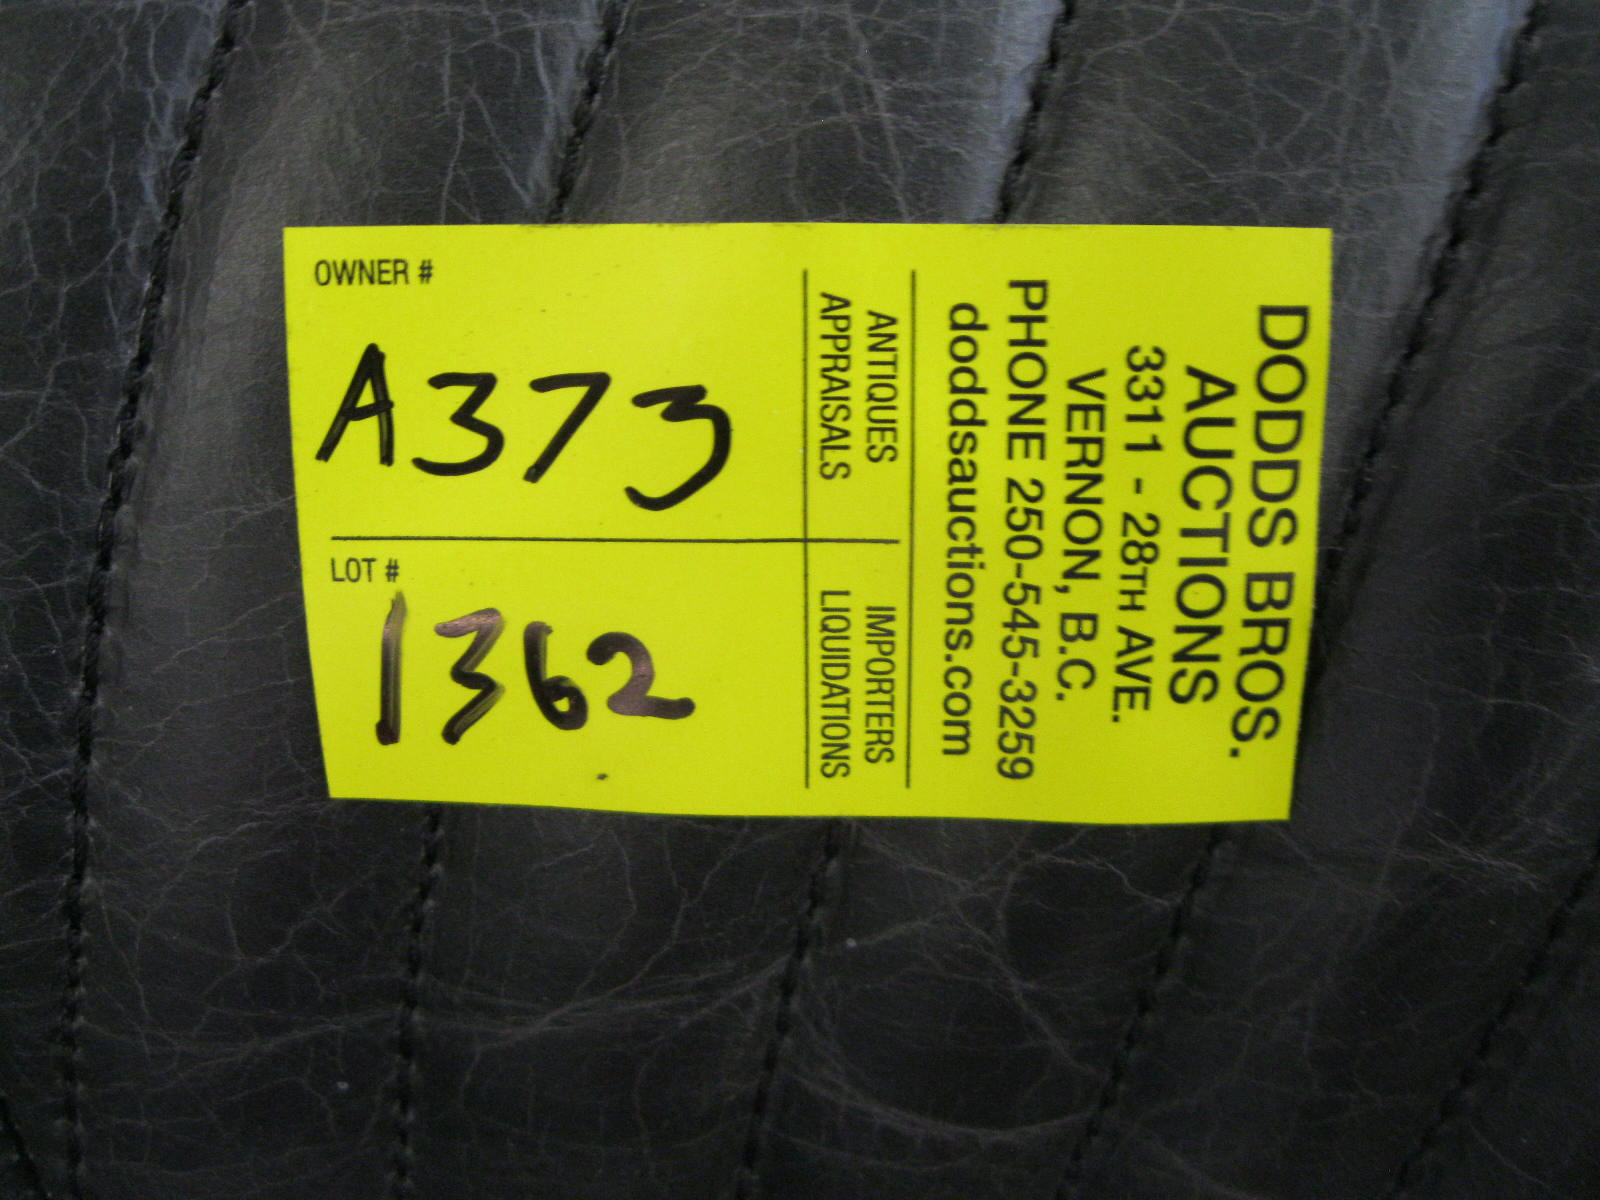 OWNER #
A373
LOT #
1362
ANTIQUES
APPRAISALS
IMPORTERS
LIQUIDATIONS
DODDS BROS.
AUCTIONS
3311 - 28TH AVE.
VERNON, B.C.
PHONE 250-545-3259
doddsauctions.com